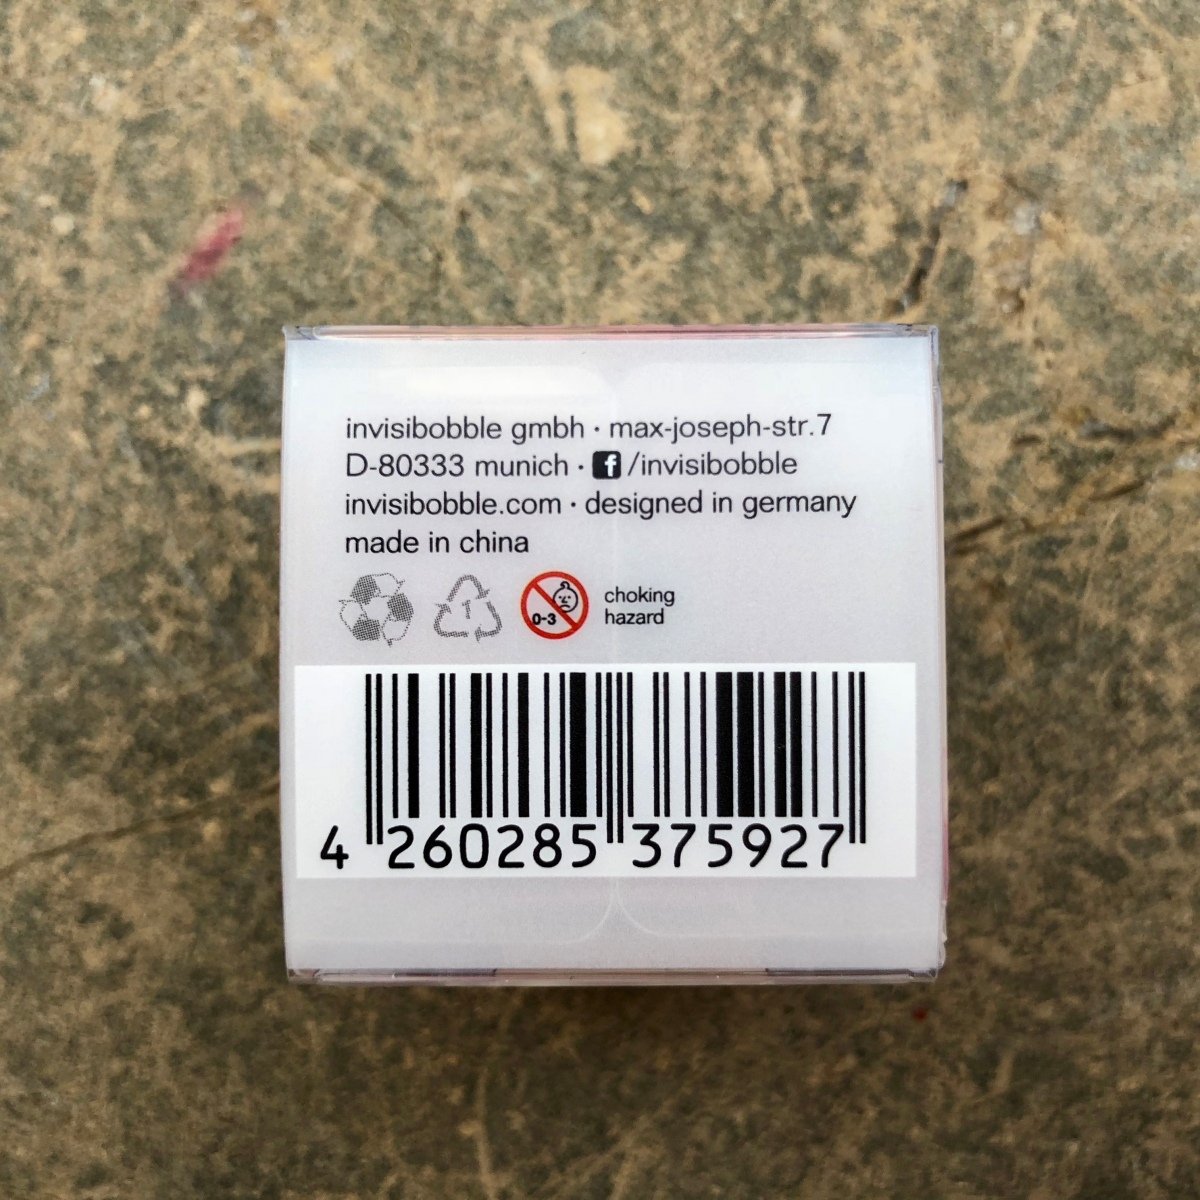 invisibobble gmbh · max-joseph-str.7
D-80333 munich · f /invisibobble
invisibobble.com · designed in germany
made in china
1
0-3
choking
hazard
4 260285 375927